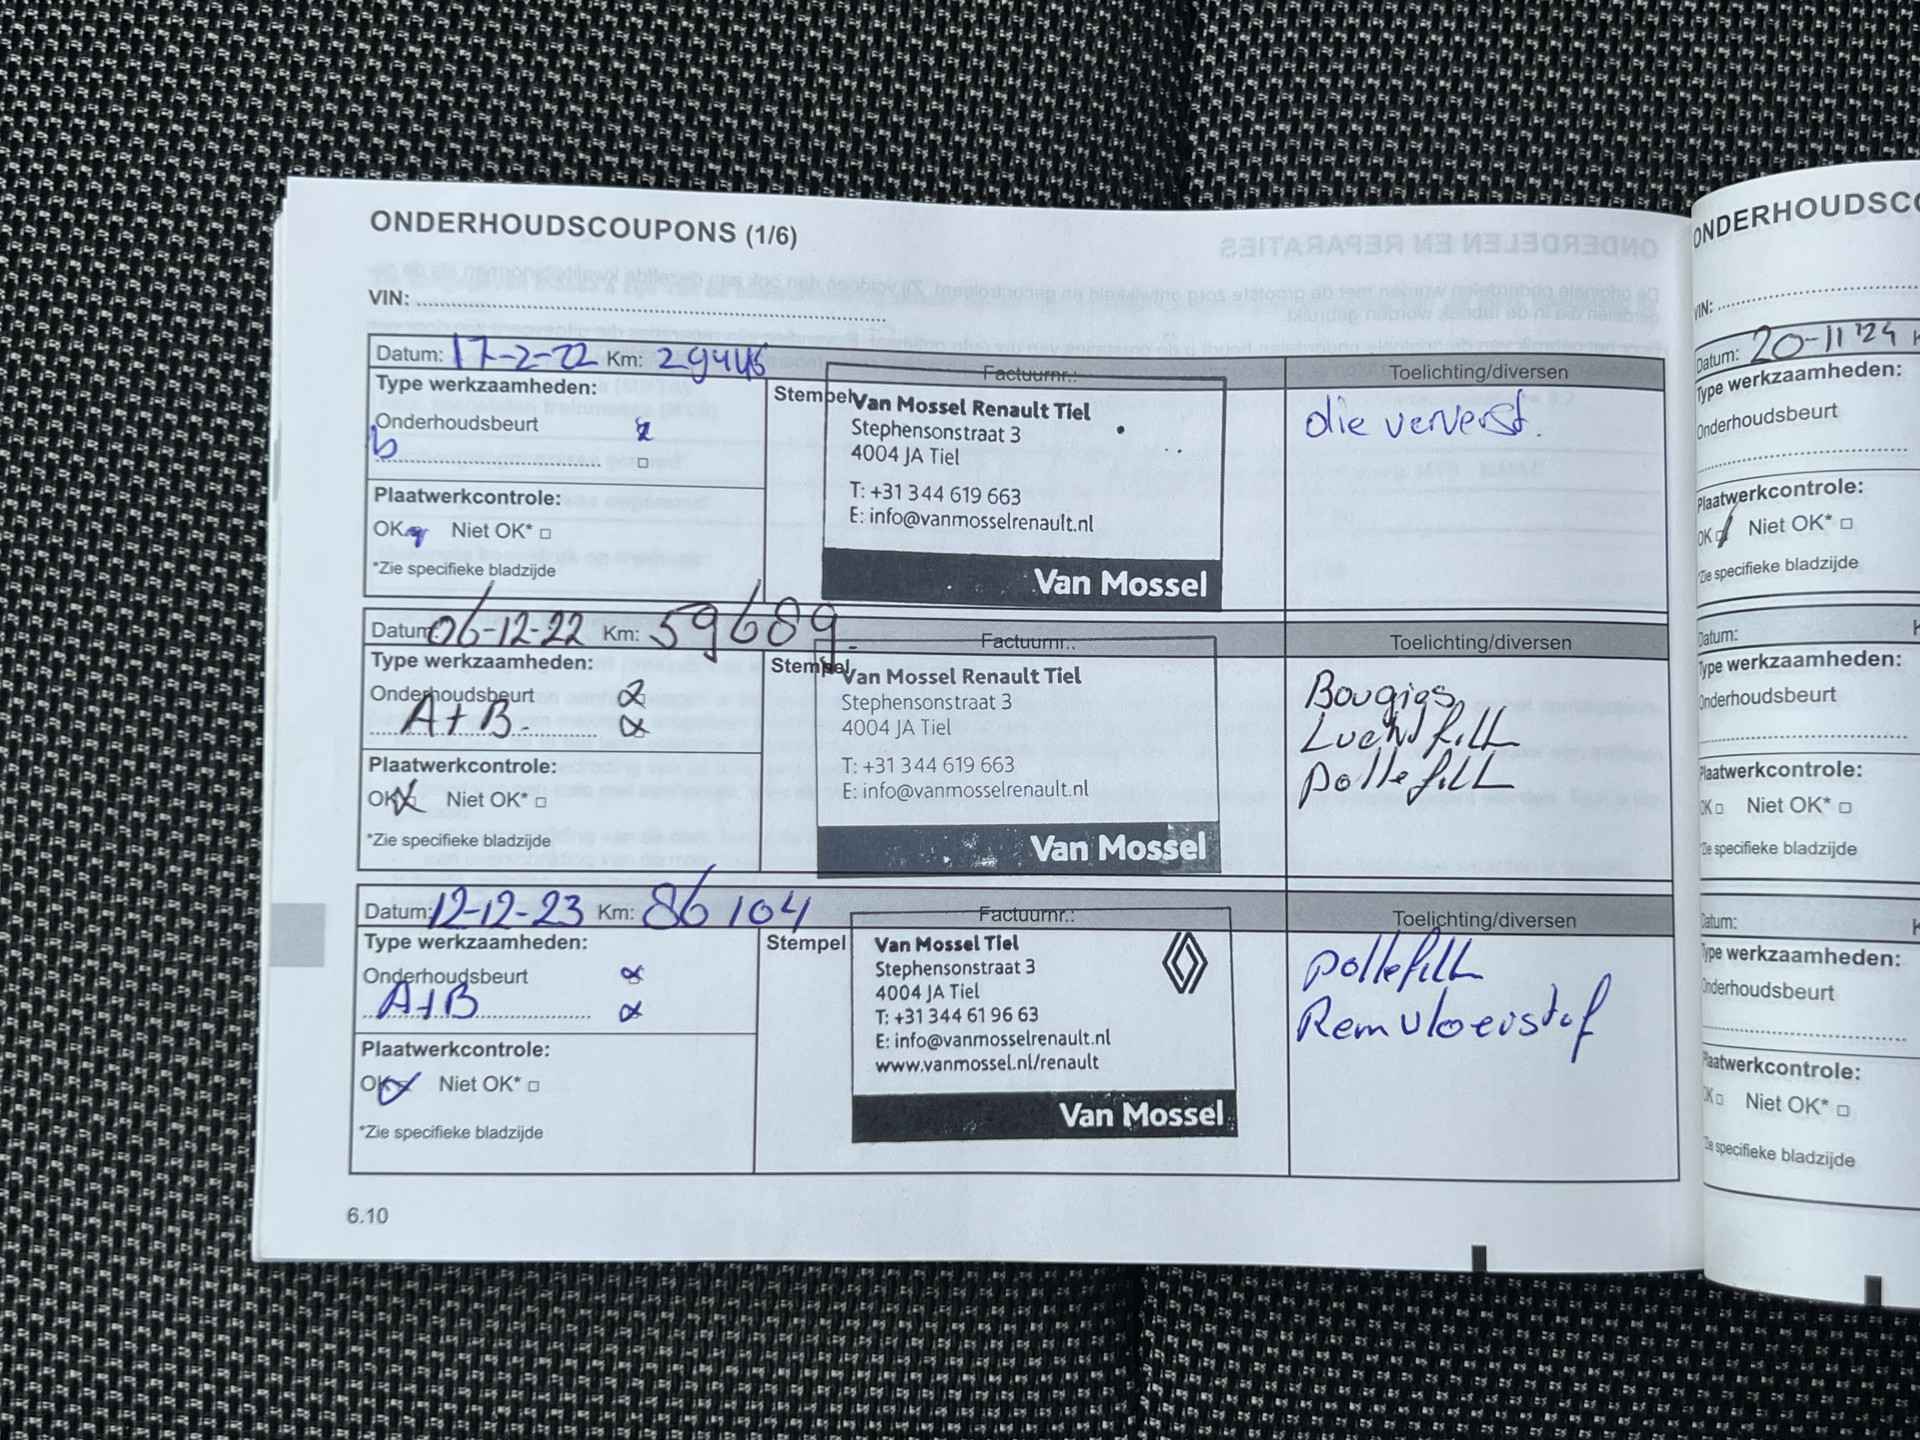 ONDERHOUDSCOUPONS (1/6)
VIN:
Datum: 17-2-22 Km: 29446
Factuurnr.:
Toelichting/diversen
Type werkzaamheden:
Onderhoudsbeurt
b
Stempel
Van Mossel Renault Tiel
Stephensonstraat 3
4004 JA Tiel
T: +31 344 619 663
E: info@vanmosselrenault.nl
Van Mossel
olie ververst.
Plaatwerkcontrole:
OK Niet OK*
*Zie specifieke bladzijde
Datum: 06-12-22 Km: 59689
Factuurnr.:
Toelichting/diversen
Type werkzaamheden:
Onderhoudsbeurt
A+B.
Stempel
Van Mossel Renault Tiel
Stephensonstraat 3
4004 JA Tiel
T: +31 344 619 663
E: info@vanmosselrenault.nl
Van Mossel
Bougies
Lucht filt
pollefilt
Plaatwerkcontrole:
OK Niet OK*
*Zie specifieke bladzijde
Datum: 12-12-23 Km: 86104
Factuurnr.:
Toelichting/diversen
Type werkzaamheden:
Onderhoudsbeurt
A+B
Stempel
Van Mossel Tiel
Stephensonstraat 3
4004 JA Tiel
T: +31 344 61 96 63
E: info@vanmosselrenault.nl
www.vanmossel.nl/renault
Van Mossel
pollefilt
Remvloeistof
Plaatwerkcontrole:
OK Niet OK*
*Zie specifieke bladzijde
6.10
ONDERHOUDSCO
VIN:
Datum: 20-11'24 K
Type werkzaamheden:
Onderhoudsbeurt
Plaatwerkcontrole:
OK Niet OK*
*Zie specifieke bladzijde
Datum: K
Type werkzaamheden:
Onderhoudsbeurt
Plaatwerkcontrole:
OK Niet OK*
*Zie specifieke bladzijde
Datum: K
Type werkzaamheden:
Onderhoudsbeurt
Plaatwerkcontrole:
OK Niet OK*
*Zie specifieke bladzijde